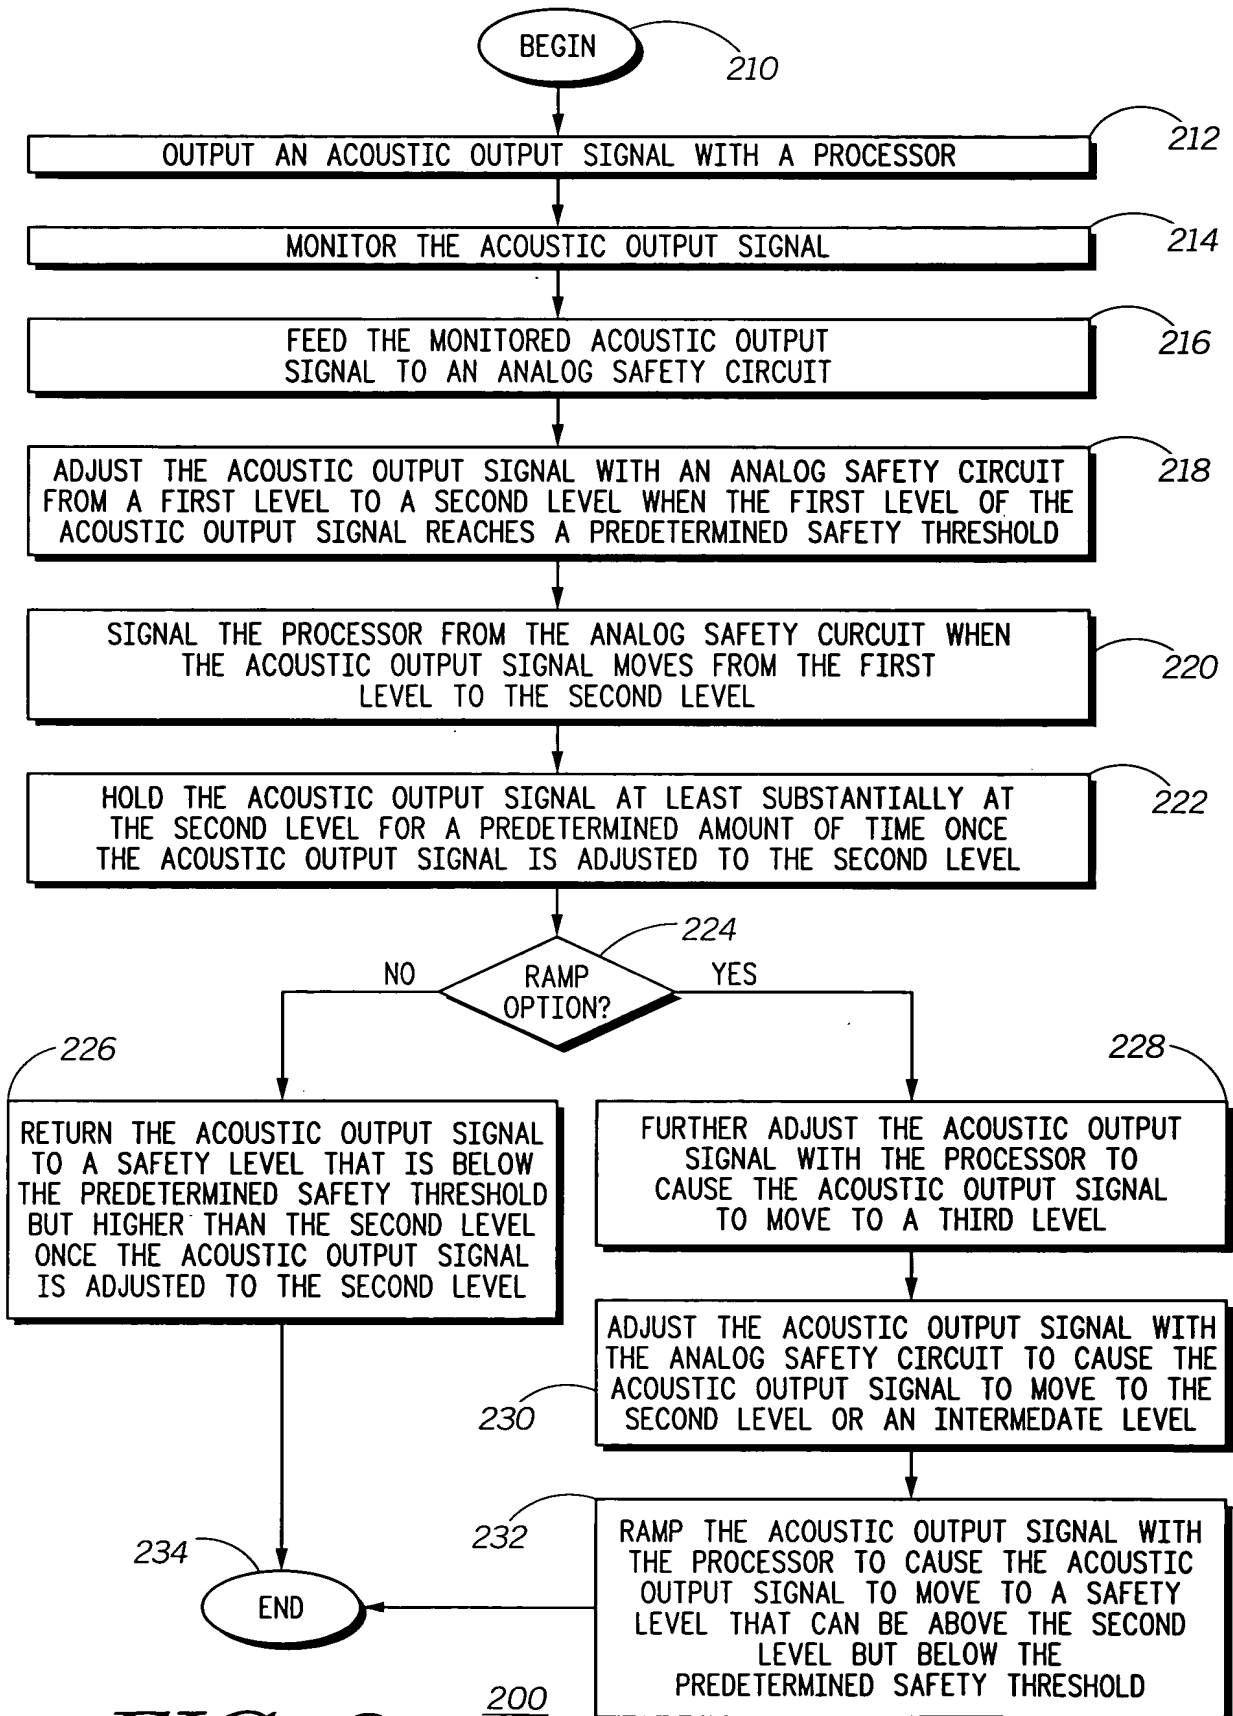 BEGIN
210
OUTPUT AN ACOUSTIC OUTPUT SIGNAL WITH A PROCESSOR
212
MONITOR THE ACOUSTIC OUTPUT SIGNAL
214
FEED THE MONITORED ACOUSTIC OUTPUT
SIGNAL TO AN ANALOG SAFETY CIRCUIT
216
ADJUST THE ACOUSTIC OUTPUT SIGNAL WITH AN ANALOG SAFETY CIRCUIT
FROM A FIRST LEVEL TO A SECOND LEVEL WHEN THE FIRST LEVEL OF THE
ACOUSTIC OUTPUT SIGNAL REACHES A PREDETERMINED SAFETY THRESHOLD
218
SIGNAL THE PROCESSOR FROM THE ANALOG SAFETY CURCUIT WHEN
THE ACOUSTIC OUTPUT SIGNAL MOVES FROM THE FIRST
LEVEL TO THE SECOND LEVEL
220
HOLD THE ACOUSTIC OUTPUT SIGNAL AT LEAST SUBSTANTIALLY AT
THE SECOND LEVEL FOR A PREDETERMINED AMOUNT OF TIME ONCE
THE ACOUSTIC OUTPUT SIGNAL IS ADJUSTED TO THE SECOND LEVEL
222
224
NO
RAMP
OPTION?
YES
226
RETURN THE ACOUSTIC OUTPUT SIGNAL
TO A SAFETY LEVEL THAT IS BELOW
THE PREDETERMINED SAFETY THRESHOLD
BUT HIGHER THAN THE SECOND LEVEL
ONCE THE ACOUSTIC OUTPUT SIGNAL
IS ADJUSTED TO THE SECOND LEVEL
228
FURTHER ADJUST THE ACOUSTIC OUTPUT
SIGNAL WITH THE PROCESSOR TO
CAUSE THE ACOUSTIC OUTPUT SIGNAL
TO MOVE TO A THIRD LEVEL
ADJUST THE ACOUSTIC OUTPUT SIGNAL WITH
THE ANALOG SAFETY CIRCUIT TO CAUSE THE
ACOUSTIC OUTPUT SIGNAL TO MOVE TO THE
SECOND LEVEL OR AN INTERMEDATE LEVEL
230
232
RAMP THE ACOUSTIC OUTPUT SIGNAL WITH
THE PROCESSOR TO CAUSE THE ACOUSTIC
OUTPUT SIGNAL TO MOVE TO A SAFETY
LEVEL THAT CAN BE ABOVE THE SECOND
LEVEL BUT BELOW THE
PREDETERMINED SAFETY THRESHOLD
234
END
200